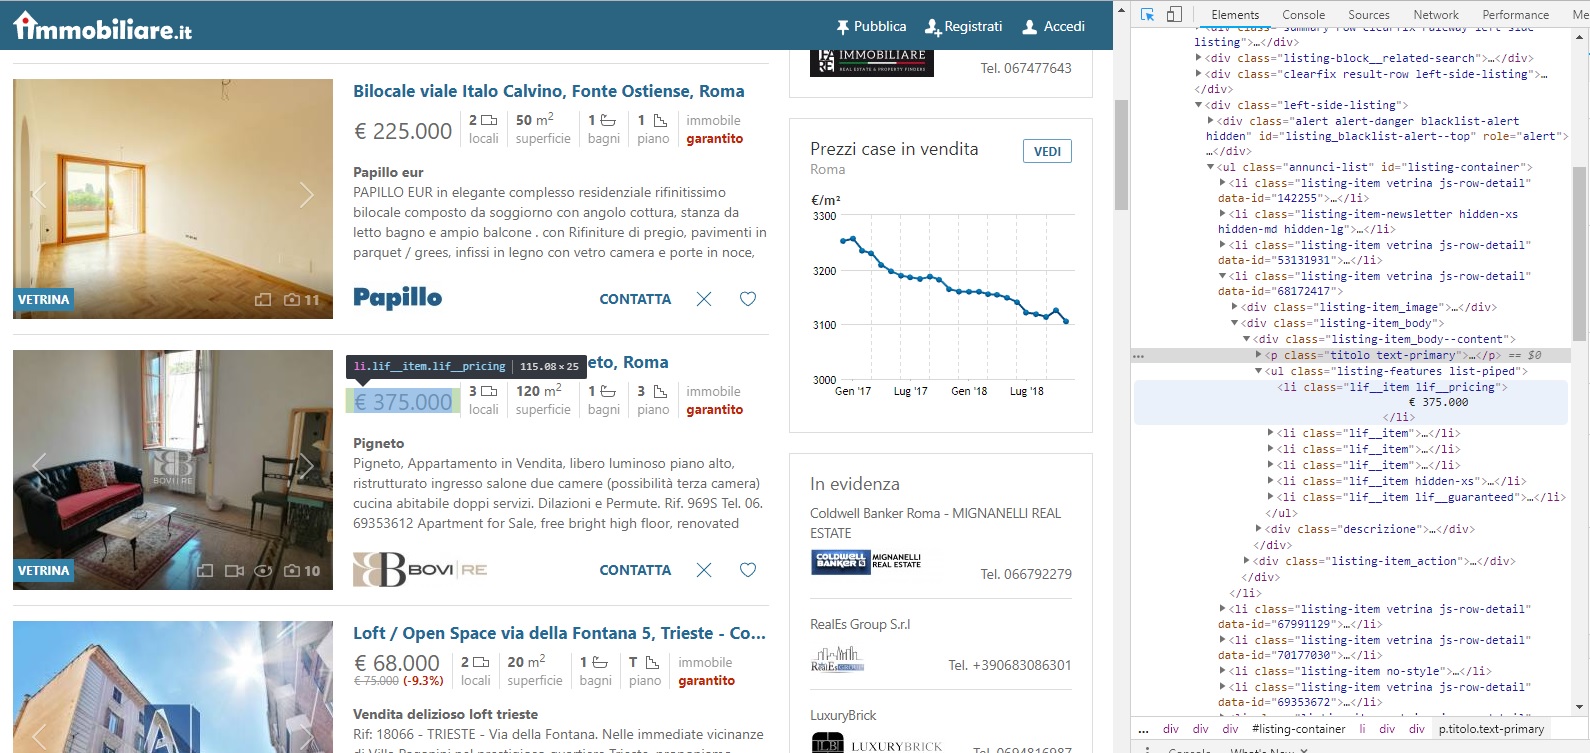 immobiliare.it
Pubblica
Registrati
Accedi
Bilocale viale Italo Calvino, Fonte Ostiense, Roma
€ 225.000
2
locali
50 m²
superficie
1
bagni
1
piano
immobile
garantito
Papillo eur
PAPILLO EUR in elegante complesso residenziale rifinitissimo
bilocale composto da soggiorno con angolo cottura, stanza da
letto bagno e ampio balcone . con Rifiniture di pregio, pavimenti in
parquet / grees, infissi in legno con vetro camera e porte in noce,
VETRINA
11
Papillo
CONTATTA
li.lif__item.lif__pricing | 115.08×25
eto, Roma
€ 375.000
3
locali
120 m²
superficie
1
bagni
3
piano
immobile
garantito
Pigneto
Pigneto, Appartamento in Vendita, libero luminoso piano alto,
ristrutturato ingresso salone due camere (possibilità terza camera)
cucina abitabile doppi servizi. Dilazioni e Permute. Rif. 969S Tel. 06.
69353612 Apartment for Sale, free bright high floor, renovated
BOVI|RE
VETRINA
10
BOVI|RE
CONTATTA
Loft / Open Space via della Fontana 5, Trieste - Co...
€ 68.000
€ 75.000 (-9.3%)
2
locali
20 m²
superficie
1
bagni
T
piano
immobile
garantito
Vendita delizioso loft trieste
Rif: 18066 - TRIESTE - Via della Fontana. Nelle immediate vicinanze
IMMOBILIARE
REAL ESTATE & PROPERTY FINDERS
Tel. 067477643
Prezzi case in vendita
Roma
VEDI
€/m²
3300
3200
3100
3000
Gen '17
Lug '17
Gen '18
Lug '18
In evidenza
Coldwell Banker Roma - MIGNANELLI REAL
ESTATE
COLDWELL
BANKER
MIGNANELLI
REAL ESTATE
Tel. 066792279
RealEs Group S.r.l
Tel. +390683086301
LuxuryBrick
LUXURYBRICK
Tel. 0694816987
Elements
Console
Sources
Network
Performance
Me
listing">…</div>
<div class="listing-block__related-search">…</div>
<div class="clearfix result-row left-side-listing">…
</div>
<div class="left-side-listing">
<div class="alert alert-danger blacklist-alert
hidden" id="listing_blacklist-alert--top" role="alert">
…</div>
<ul class="annunci-list" id="listing-container">
<li class="listing-item vetrina js-row-detail"
data-id="142255">…</li>
<li class="listing-item-newsletter hidden-xs
hidden-md hidden-lg">…</li>
<li class="listing-item vetrina js-row-detail"
data-id="53131931">…</li>
<li class="listing-item vetrina js-row-detail"
data-id="68172417">
<div class="listing-item_image">…</div>
<div class="listing-item_body">
<div class="listing-item_body--content">
… <p class="titolo text-primary">…</p> == $0
<ul class="listing-features list-piped">
<li class="lif__item lif__pricing">
€ 375.000
</li>
<li class="lif__item">…</li>
<li class="lif__item">…</li>
<li class="lif__item">…</li>
<li class="lif__item hidden-xs">…</li>
<li class="lif__item lif__guaranteed">…</li>
</ul>
<div class="descrizione">…</div>
</div>
<div class="listing-item_action">…</div>
</div>
</li>
<li class="listing-item vetrina js-row-detail"
data-id="67991129">…</li>
<li class="listing-item vetrina js-row-detail"
data-id="70177030">…</li>
<li class="listing-item no-style">…</li>
<li class="listing-item vetrina js-row-detail"
data-id="69353672">…</li>
... div div div #listing-container li div div p.titolo.text-primary
Console
What's New